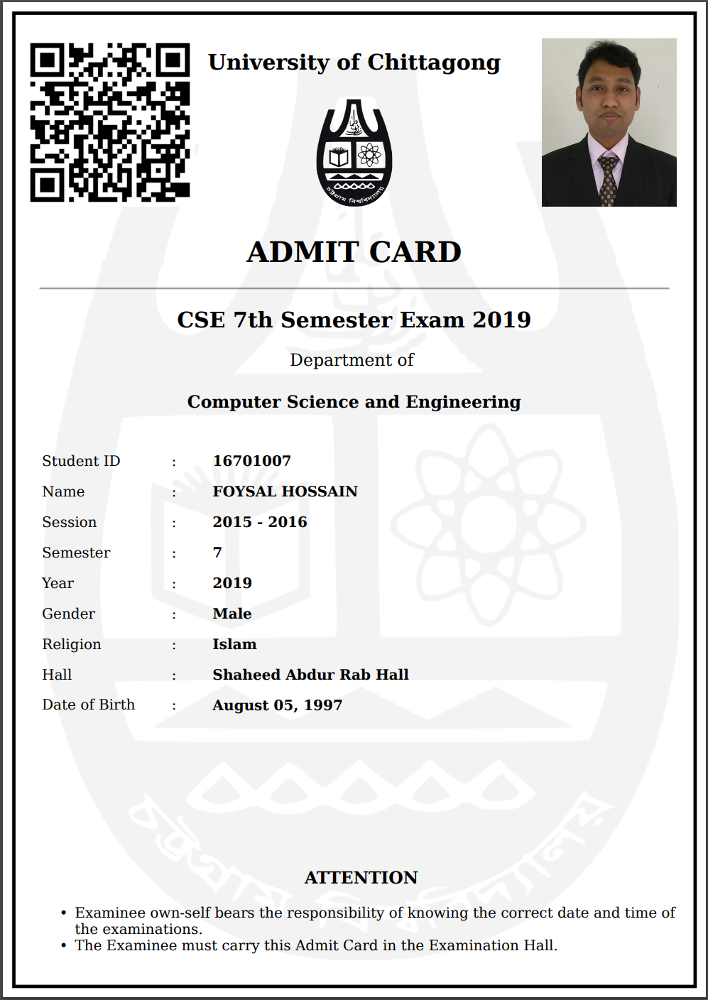 University of Chittagong
চট্টগ্রাম বিশ্ববিদ্যালয়
ADMIT CARD
CSE 7th Semester Exam 2019
Department of
Computer Science and Engineering
Student ID : 16701007
Name : FOYSAL HOSSAIN
Session : 2015 - 2016
Semester : 7
Year : 2019
Gender : Male
Religion : Islam
Hall : Shaheed Abdur Rab Hall
Date of Birth : August 05, 1997
চট্টগ্রাম বিশ্ববিদ্যালয়
ATTENTION
• Examinee own-self bears the responsibility of knowing the correct date and time of
the examinations.
• The Examinee must carry this Admit Card in the Examination Hall.